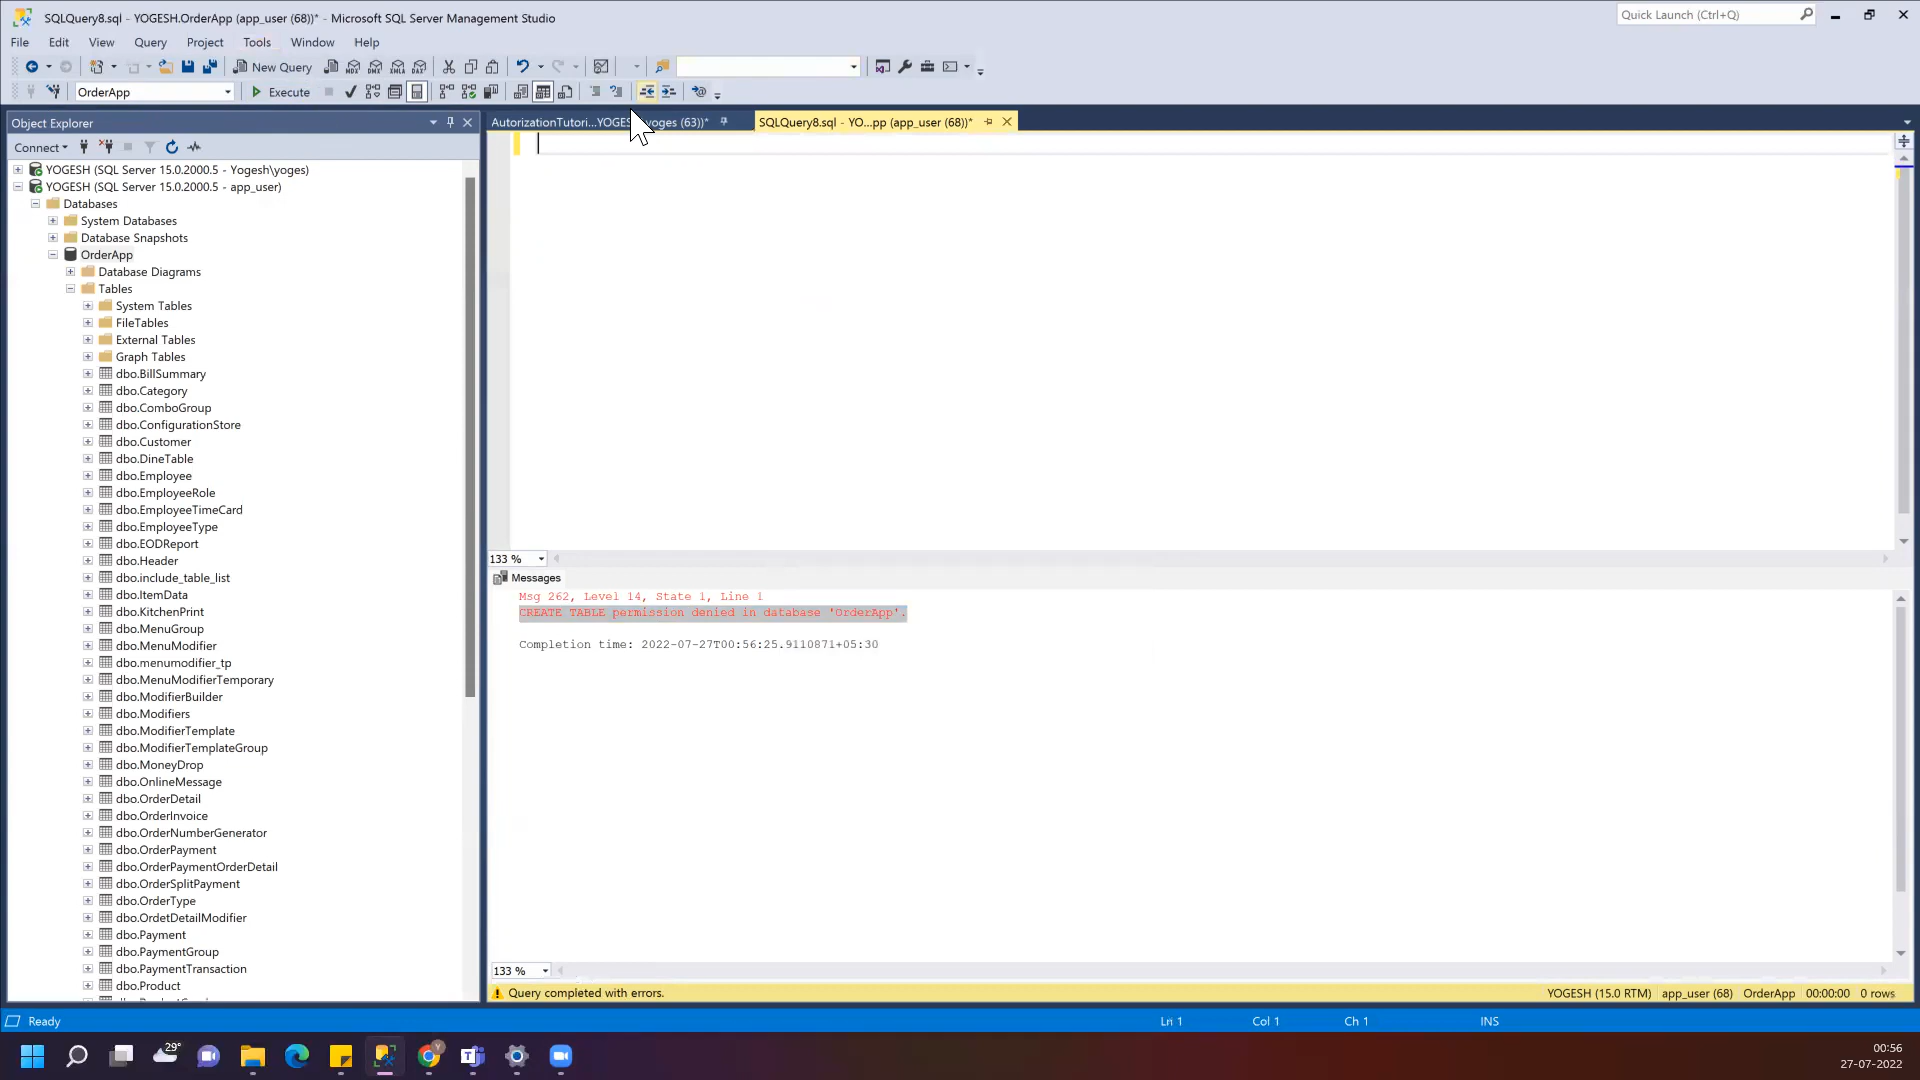 SQLQuery8.sql - YOGESH.OrderApp (app_user (68))* - Microsoft SQL Server Management Studio
Quick Launch (Ctrl+Q)
File Edit View Query Project Tools Window Help
New Query
OrderApp Execute
Object Explorer
AutorizationTutori...YOGES yoges (63))* SQLQuery8.sql - YO...pp (app_user (68))*
Connect
YOGESH (SQL Server 15.0.2000.5 - Yogesh\yoges)
YOGESH (SQL Server 15.0.2000.5 - app_user)
Databases
System Databases
Database Snapshots
OrderApp
Database Diagrams
Tables
System Tables
FileTables
External Tables
Graph Tables
dbo.BillSummary
dbo.Category
dbo.ComboGroup
dbo.ConfigurationStore
dbo.Customer
dbo.DineTable
dbo.Employee
dbo.EmployeeRole
dbo.EmployeeTimeCard
dbo.EmployeeType
dbo.EODReport
dbo.Header
dbo.include_table_list
dbo.ItemData
dbo.KitchenPrint
dbo.MenuGroup
dbo.MenuModifier
dbo.menumodifier_tp
dbo.MenuModifierTemporary
dbo.ModifierBuilder
dbo.Modifiers
dbo.ModifierTemplate
dbo.ModifierTemplateGroup
dbo.MoneyDrop
dbo.OnlineMessage
dbo.OrderDetail
dbo.OrderInvoice
dbo.OrderNumberGenerator
dbo.OrderPayment
dbo.OrderPaymentOrderDetail
dbo.OrderSplitPayment
dbo.OrderType
dbo.OrdetDetailModifier
dbo.Payment
dbo.PaymentGroup
dbo.PaymentTransaction
dbo.Product
133 %
Messages
Msg 262, Level 14, State 1, Line 1
CREATE TABLE permission denied in database 'OrderApp'.
Completion time: 2022-07-27T00:56:25.9110871+05:30
133 %
Query completed with errors.
YOGESH (15.0 RTM) app_user (68) OrderApp 00:00:00 0 rows
Ready Ln 1 Col 1 Ch 1 INS
29°
00:56
27-07-2022